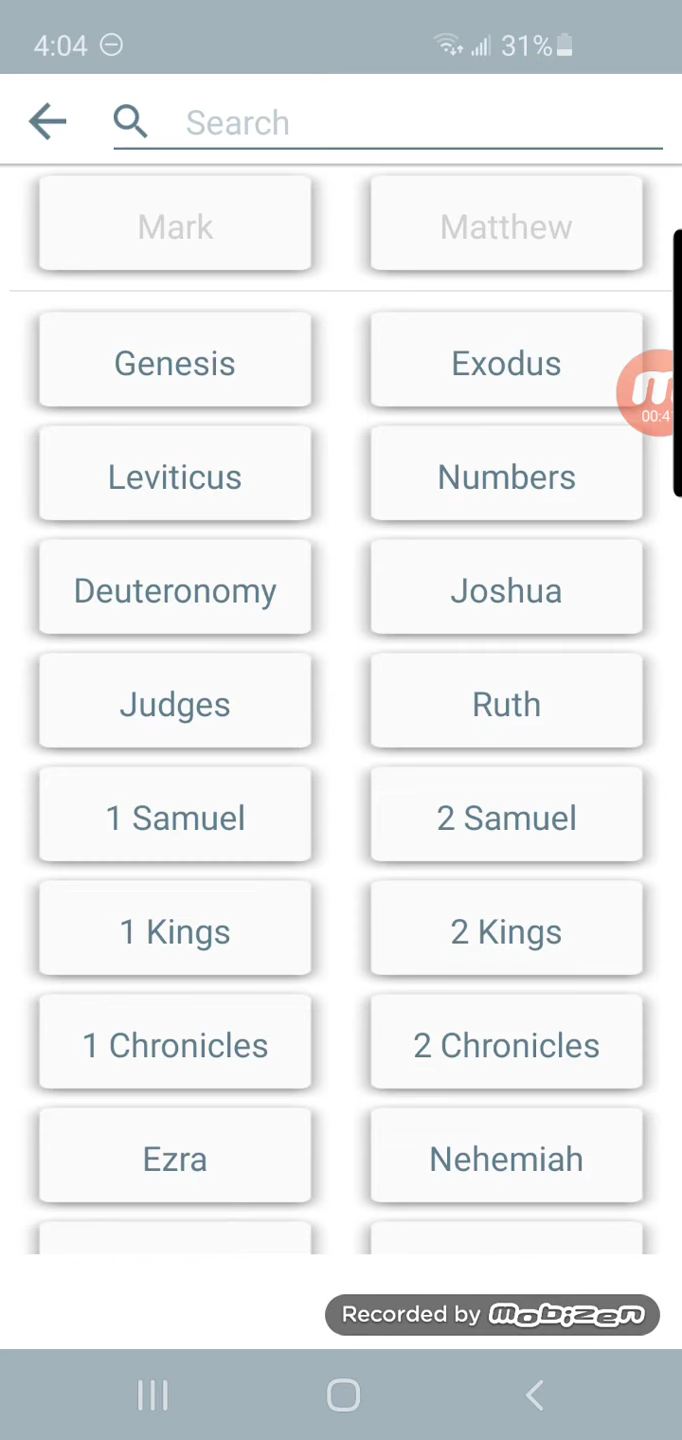 4:04 31%
Search
Mark Matthew
Genesis Exodus
Leviticus Numbers
Deuteronomy Joshua
Judges Ruth
1 Samuel 2 Samuel
1 Kings 2 Kings
1 Chronicles 2 Chronicles
Ezra Nehemiah
Recorded by mobizen